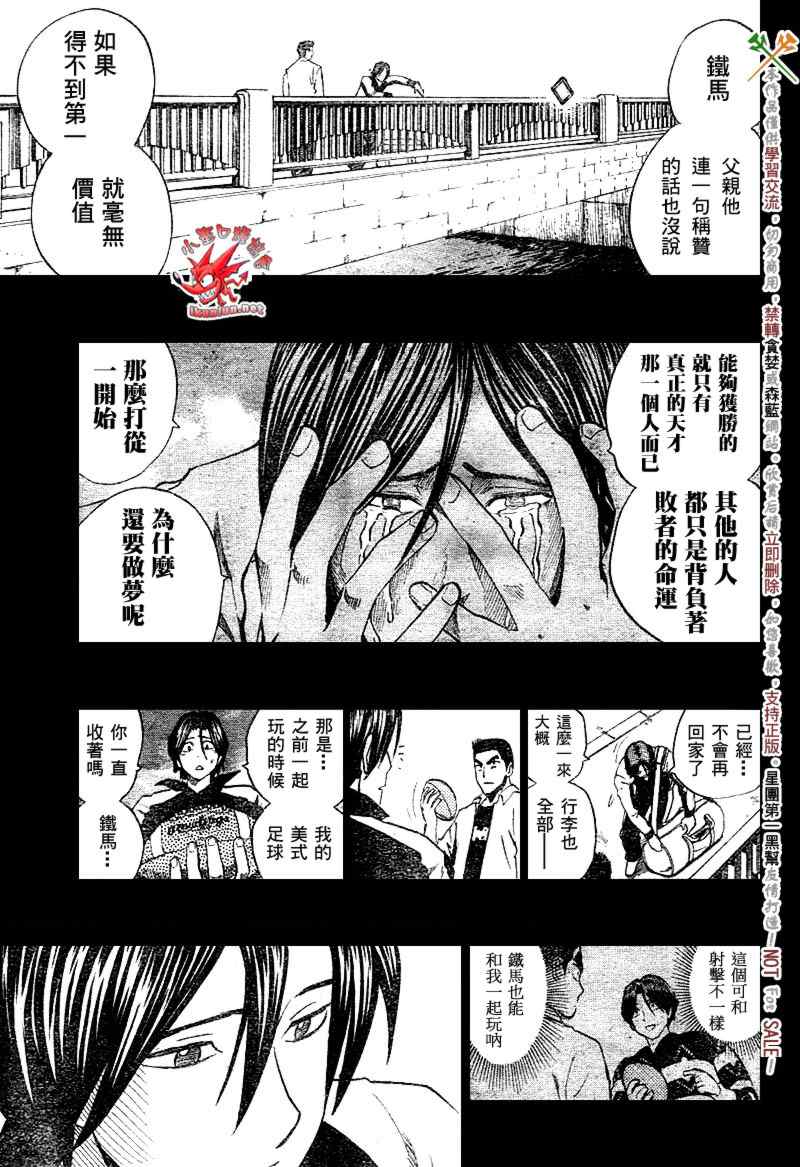 鐵馬
父親他
連一句稱贊
的話也沒說
如果
得不到第一
就毫無
價值
能夠獲勝的
就只有
真正的天才
那一個人而已
其他的人
都只是背負著
敗者的命運
那麼打從
一開始
為什麼
還要做夢呢
已經…
不會再
回家了
這麼一來
大概
行李也
全部——
那是…
之前一起
玩的時候
我的
美式
足球
你一直
收著嗎
鐵馬…
這個可和
射擊不一樣
鐵馬也能
和我一起玩吶
ikunlun.net
本作品僅供學習交流,切勿商用,禁轉貪婪或森藍網站。欣賞后請立即刪除,如您喜歡,支持正版。星團第一黑幫友情打造—NOT For SALE—